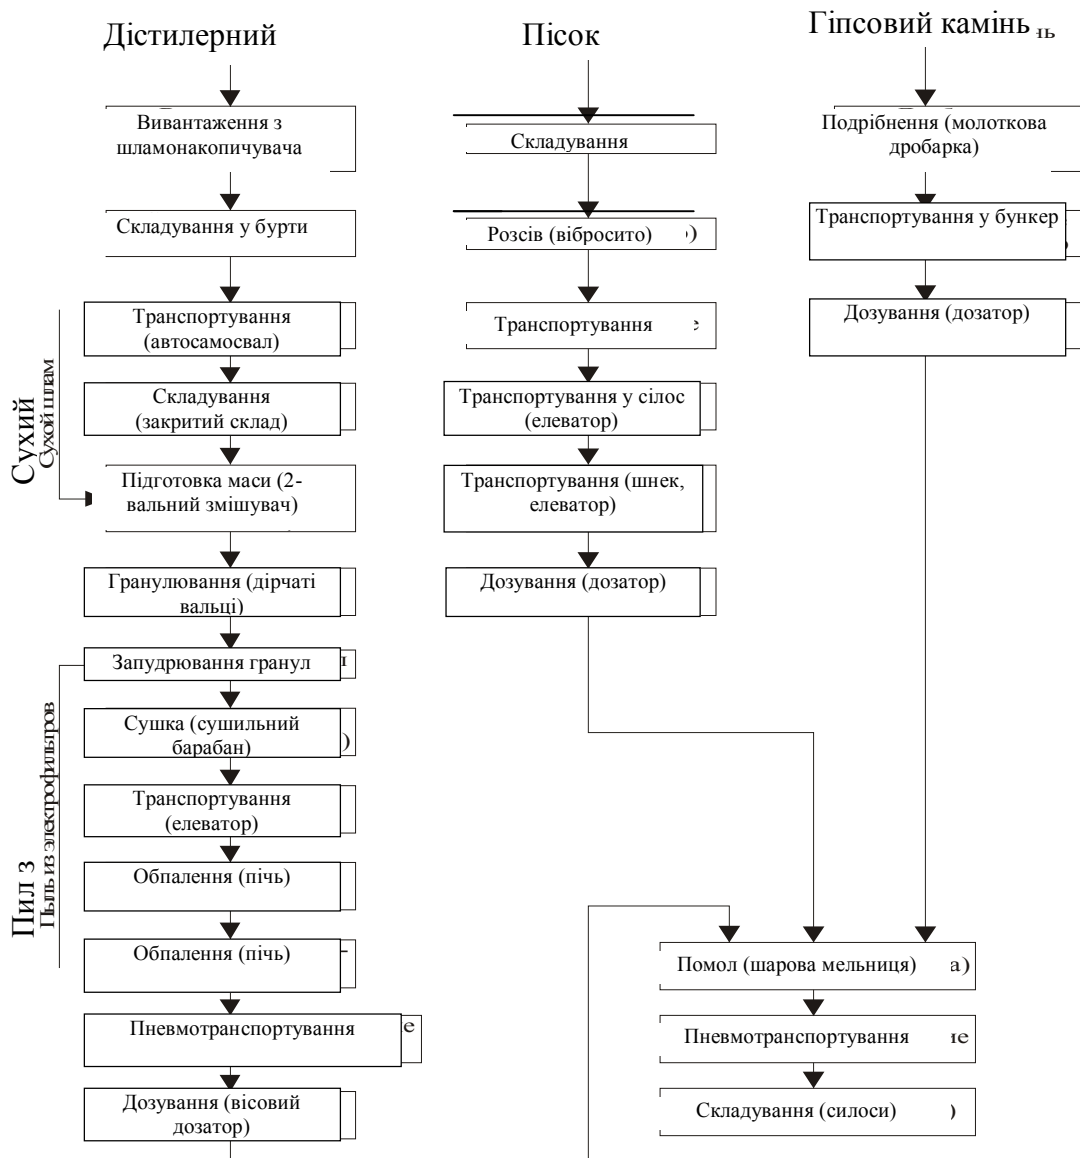 Дістилерний
Вивантаження з
шламонакопичувача
Складування у бурти
Транспортування
(автосамосвал)
Складування
(закритий склад)
Підготовка маси (2-
вальний змішувач)
Гранулювання (дірчаті
вальці)
Запудрювання гранул
Сушка (сушильний
барабан)
Транспортування
(елеватор)
Обпалення (пічь)
Обпалення (пічь)
Пневмотранспортування
Дозування (вісовий
дозатор)
Сухий
Сухой шлам
Пил з
Пыль из электрофильтров
Пісок
Складування
Розсів (вібросито)
Транспортування
Транспортування у сілос
(елеватор)
Транспортування (шнек,
елеватор)
Дозування (дозатор)
Гіпсовий камінь
Подрібнення (молоткова
дробарка)
Транспортування у бункер
Дозування (дозатор)
Помол (шарова мельниця)
Пневмотранспортування
Складування (силоси)